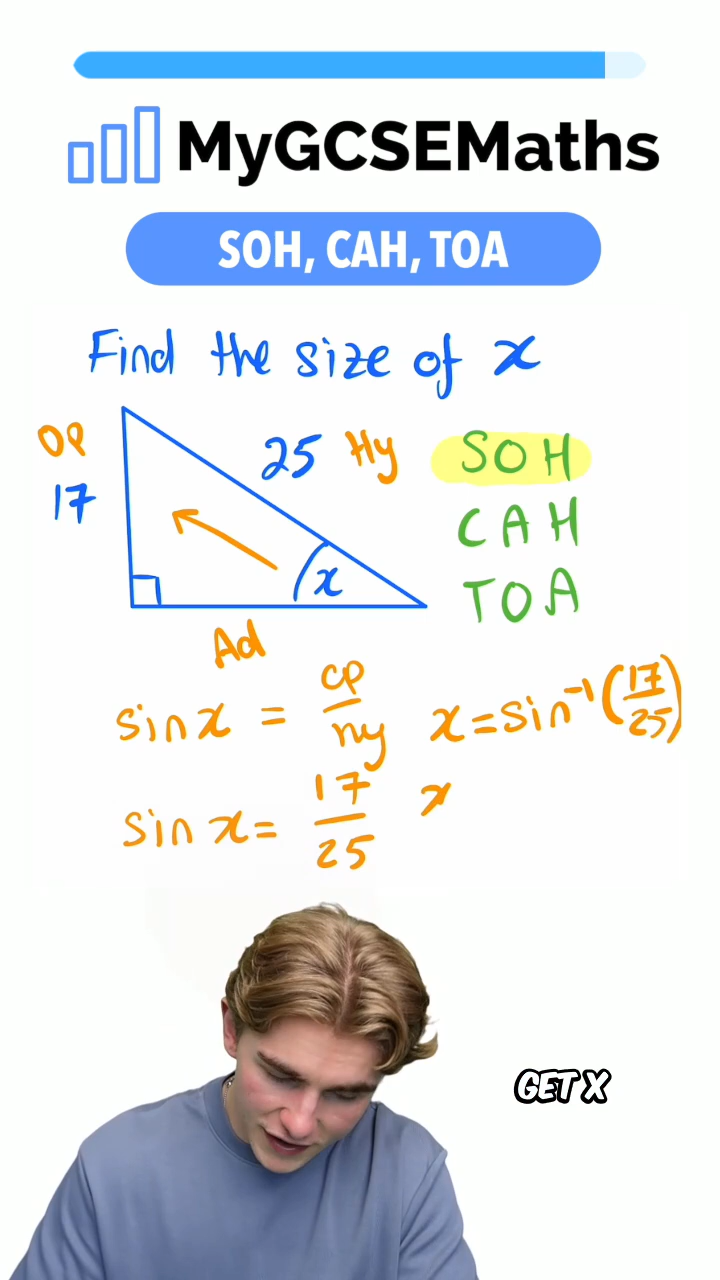 MyGCSEMaths
SOH, CAH, TOA
Find the size of x
OP
17
25 Hy
SOH
CAH
TOA
x
Ad
sin x = op/hy
x = sin⁻¹(17/25)
sin x = 17/25
x
GET X